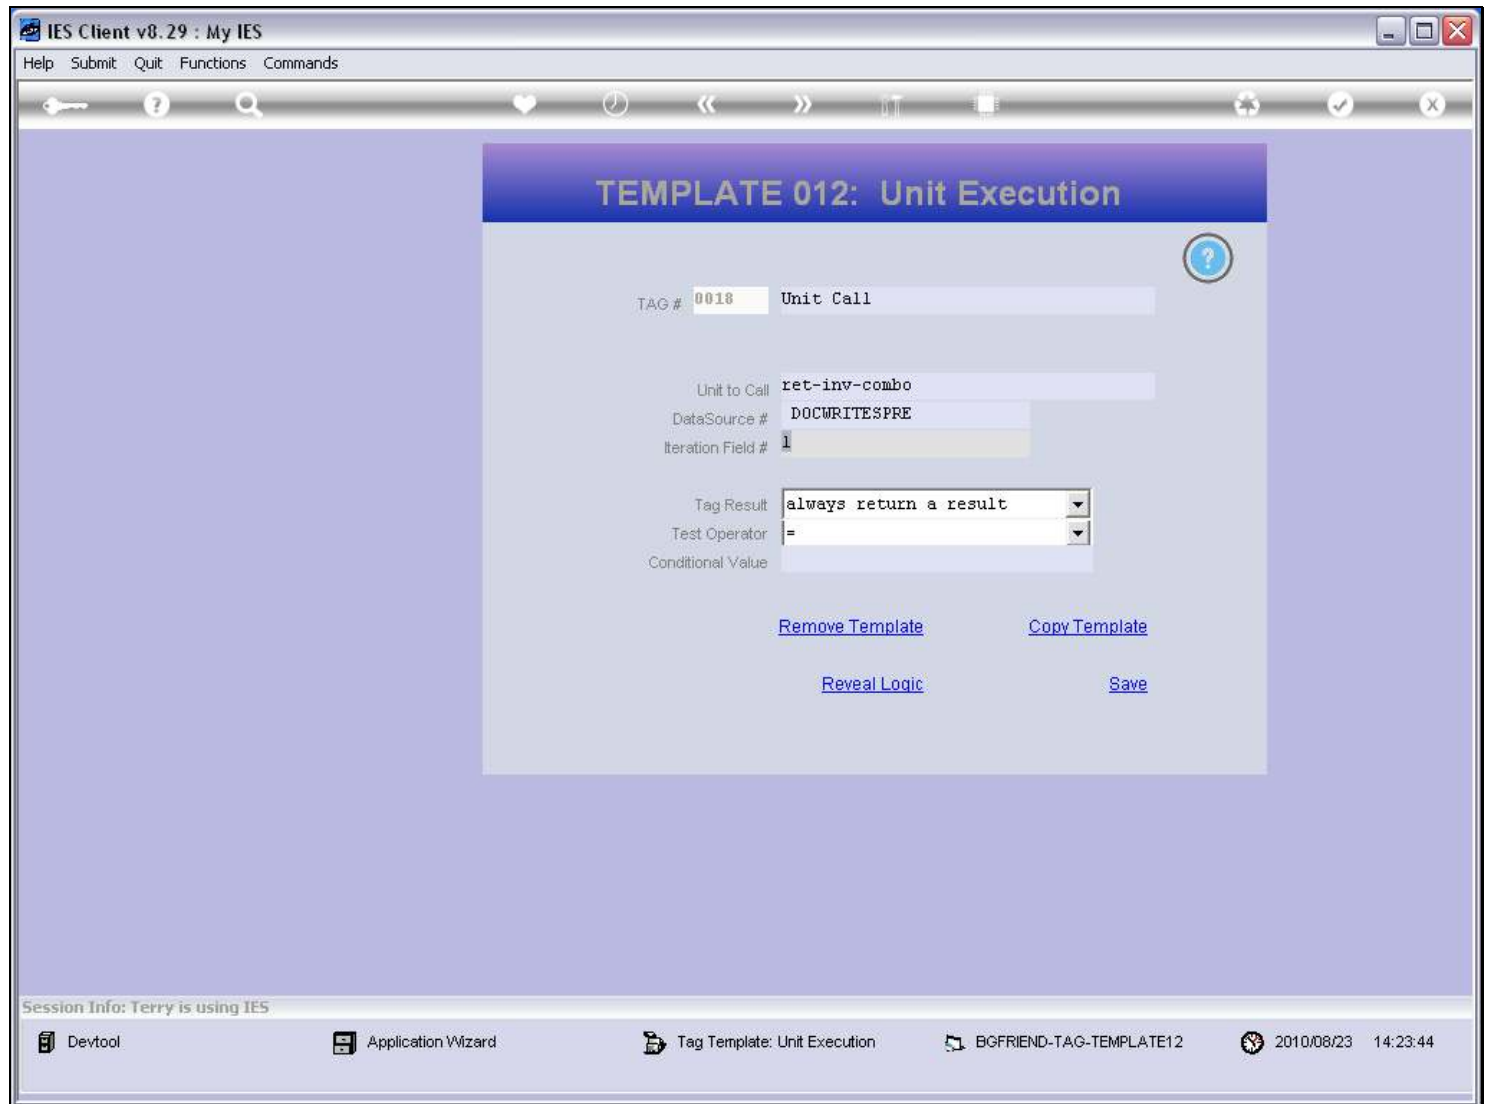 IES Client v8.29 : My IES
Help Submit Quit Functions Commands
TEMPLATE 012: Unit Execution
TAG # 0018 Unit Call
Unit to Call ret-inv-combo
DataSource # DOCWRITESPRE
Iteration Field # 1
Tag Result always return a result
Test Operator =
Conditional Value
Remove Template Copy Template
Reveal Logic Save
Session Info: Terry is using IES
Devtool Application Wizard Tag Template: Unit Execution BGFRIEND-TAG-TEMPLATE12 2010/08/23 14:23:44